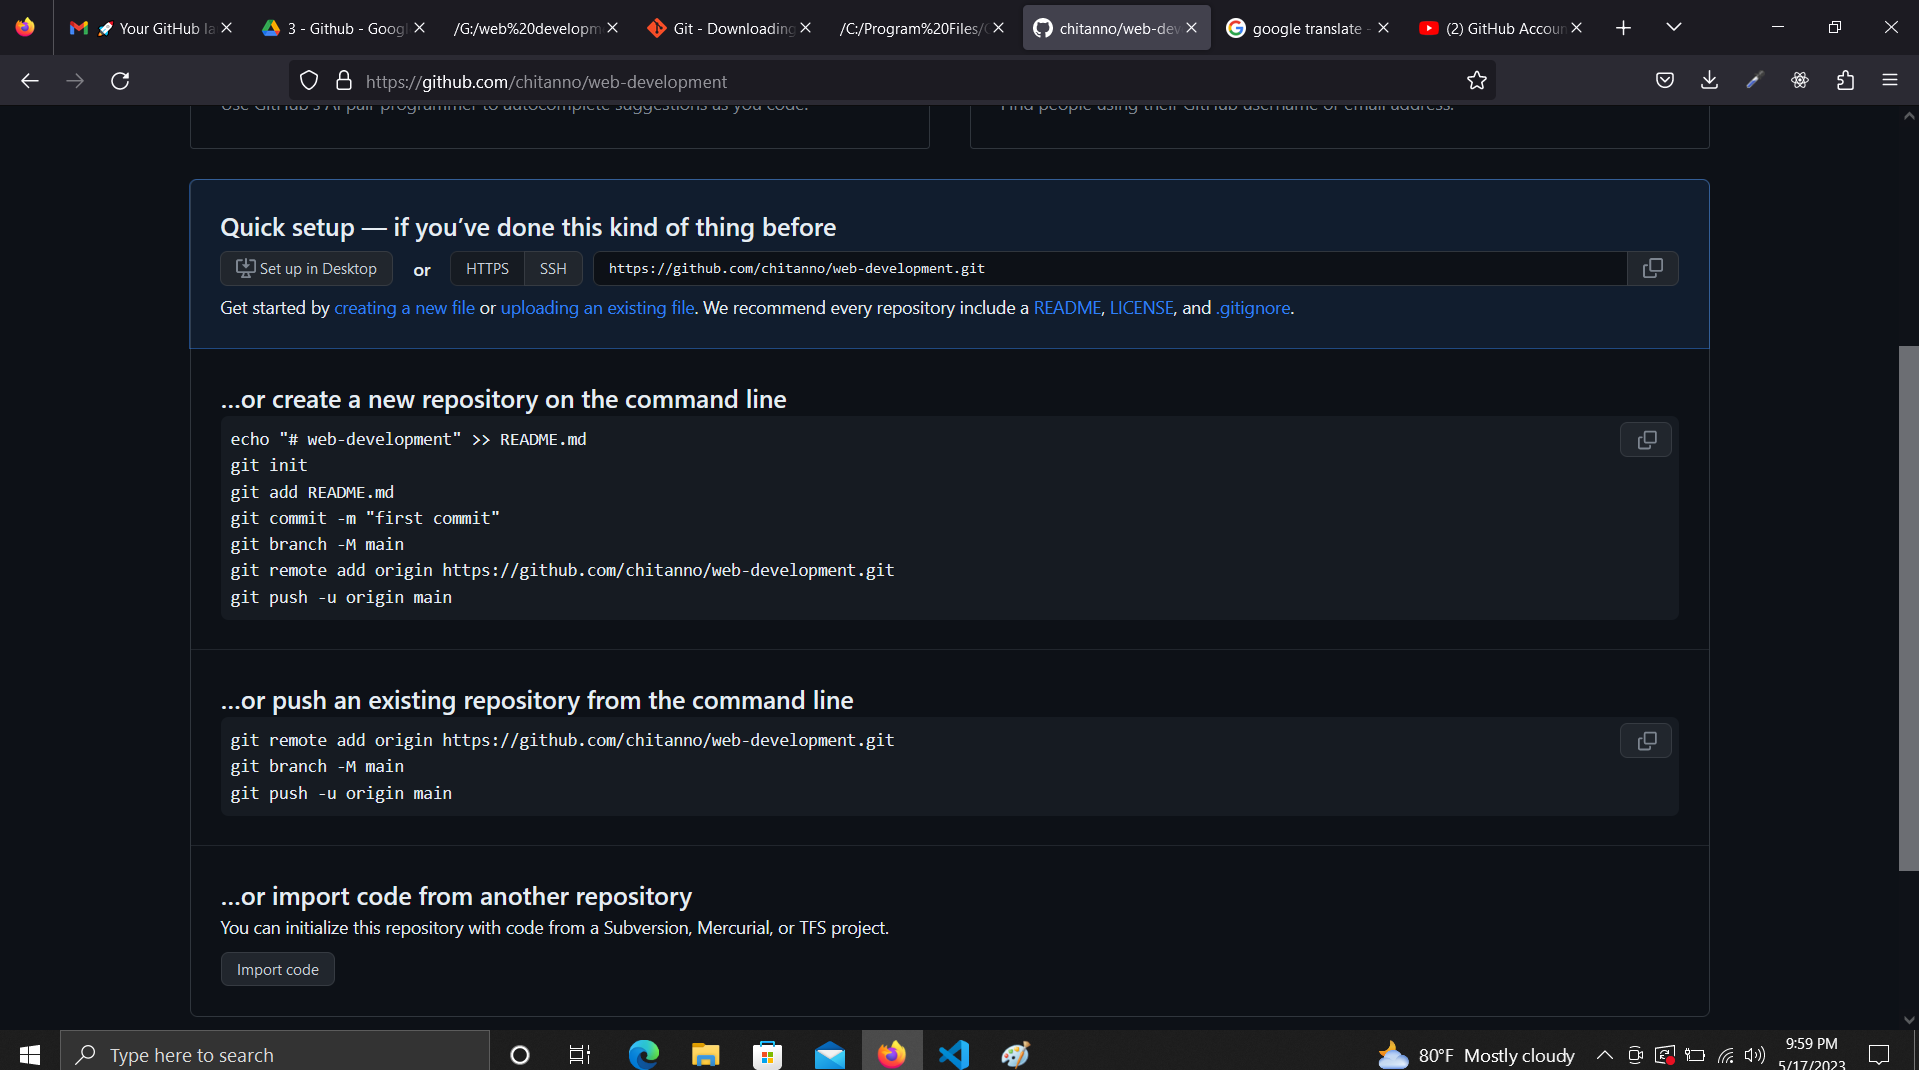 Your GitHub la
3 - Github - Googl
/G:/web%20developm
Git - Downloading
/C:/Program%20Files/
chitanno/web-dev
google translate -
(2) GitHub Accoun
https://github.com/chitanno/web-development
Use GitHub's AI pair programmer to autocomplete suggestions as you code.
Find people using their GitHub username or email address.
Quick setup — if you’ve done this kind of thing before
Set up in Desktop or HTTPS SSH https://github.com/chitanno/web-development.git
Get started by creating a new file or uploading an existing file. We recommend every repository include a README, LICENSE, and .gitignore.
…or create a new repository on the command line
echo "# web-development" >> README.md
git init
git add README.md
git commit -m "first commit"
git branch -M main
git remote add origin https://github.com/chitanno/web-development.git
git push -u origin main
…or push an existing repository from the command line
git remote add origin https://github.com/chitanno/web-development.git
git branch -M main
git push -u origin main
…or import code from another repository
You can initialize this repository with code from a Subversion, Mercurial, or TFS project.
Import code
Type here to search
80°F Mostly cloudy
9:59 PM
5/17/2023